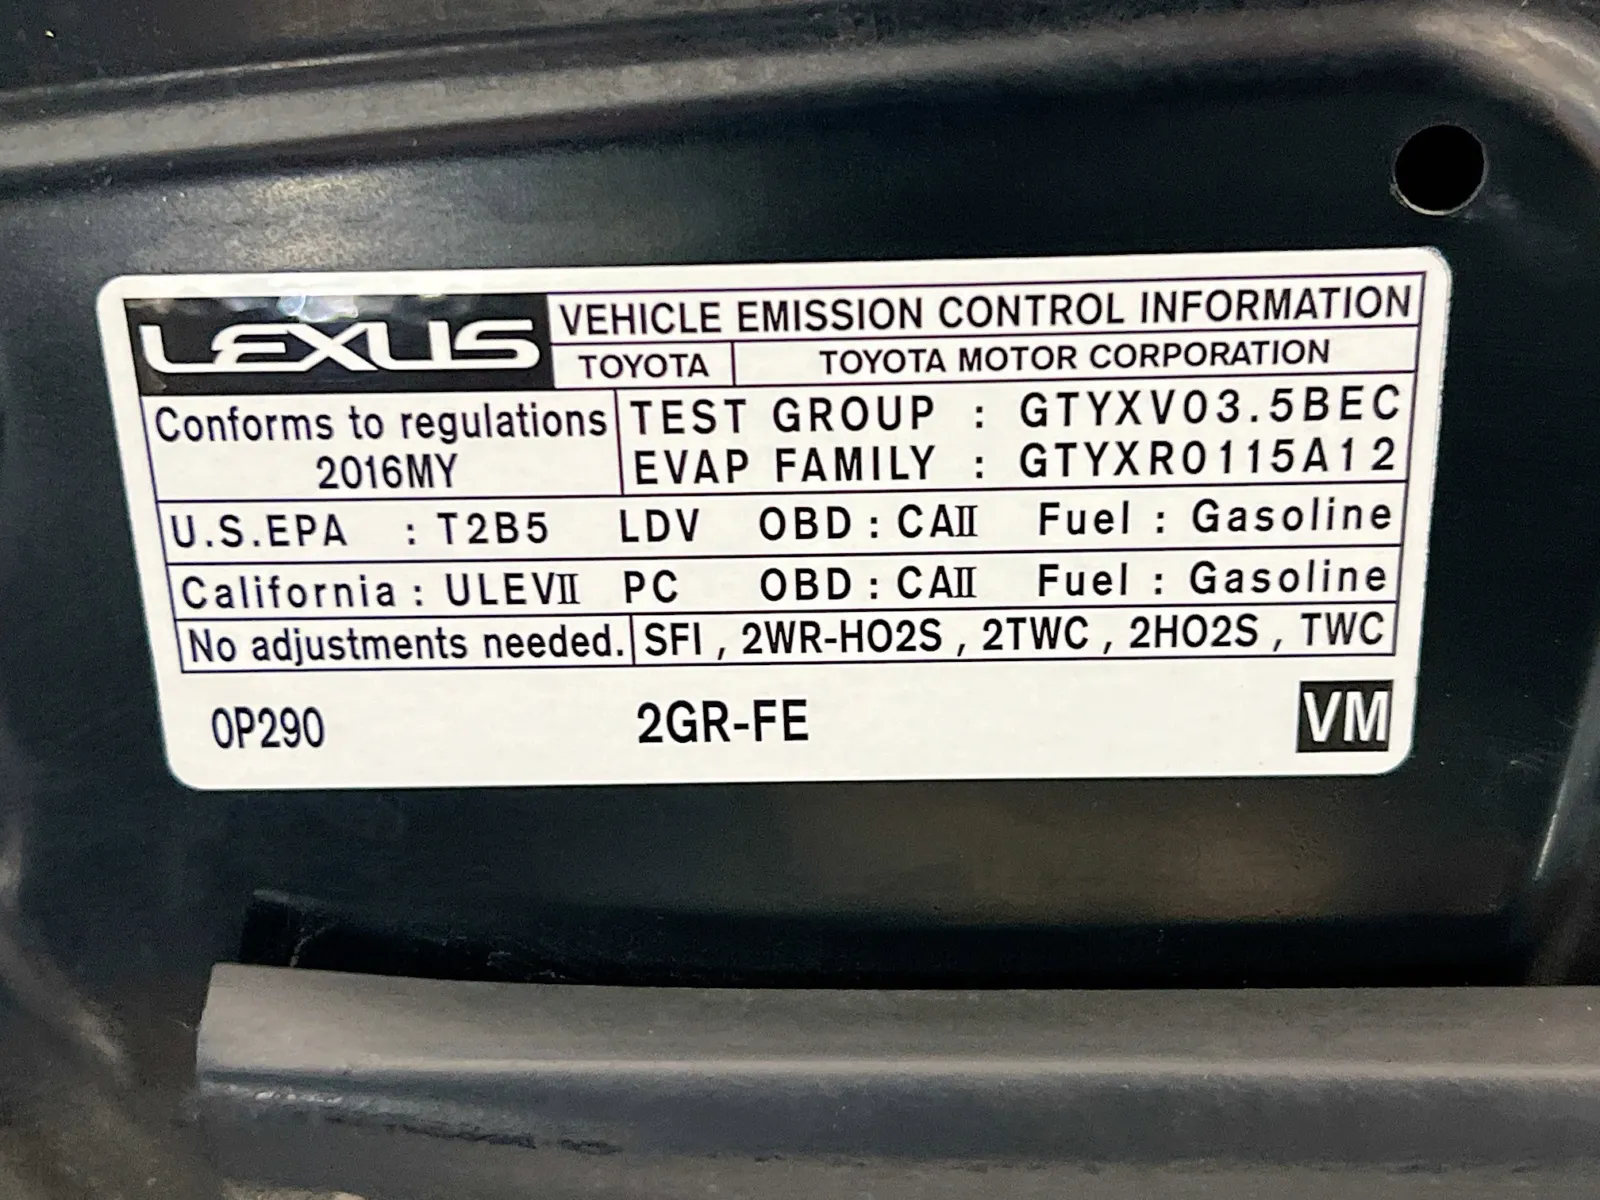 LEXUS VEHICLE EMISSION CONTROL INFORMATION
TOYOTA TOYOTA MOTOR CORPORATION
Conforms to regulations TEST GROUP : GTYXV03.5BEC
2016MY EVAP FAMILY : GTYXR0115A12
U.S.EPA : T2B5 LDV OBD : CAII Fuel : Gasoline
California : ULEVII PC OBD : CAII Fuel : Gasoline
No adjustments needed. SFI , 2WR-HO2S , 2TWC , 2HO2S , TWC
0P290 2GR-FE VM